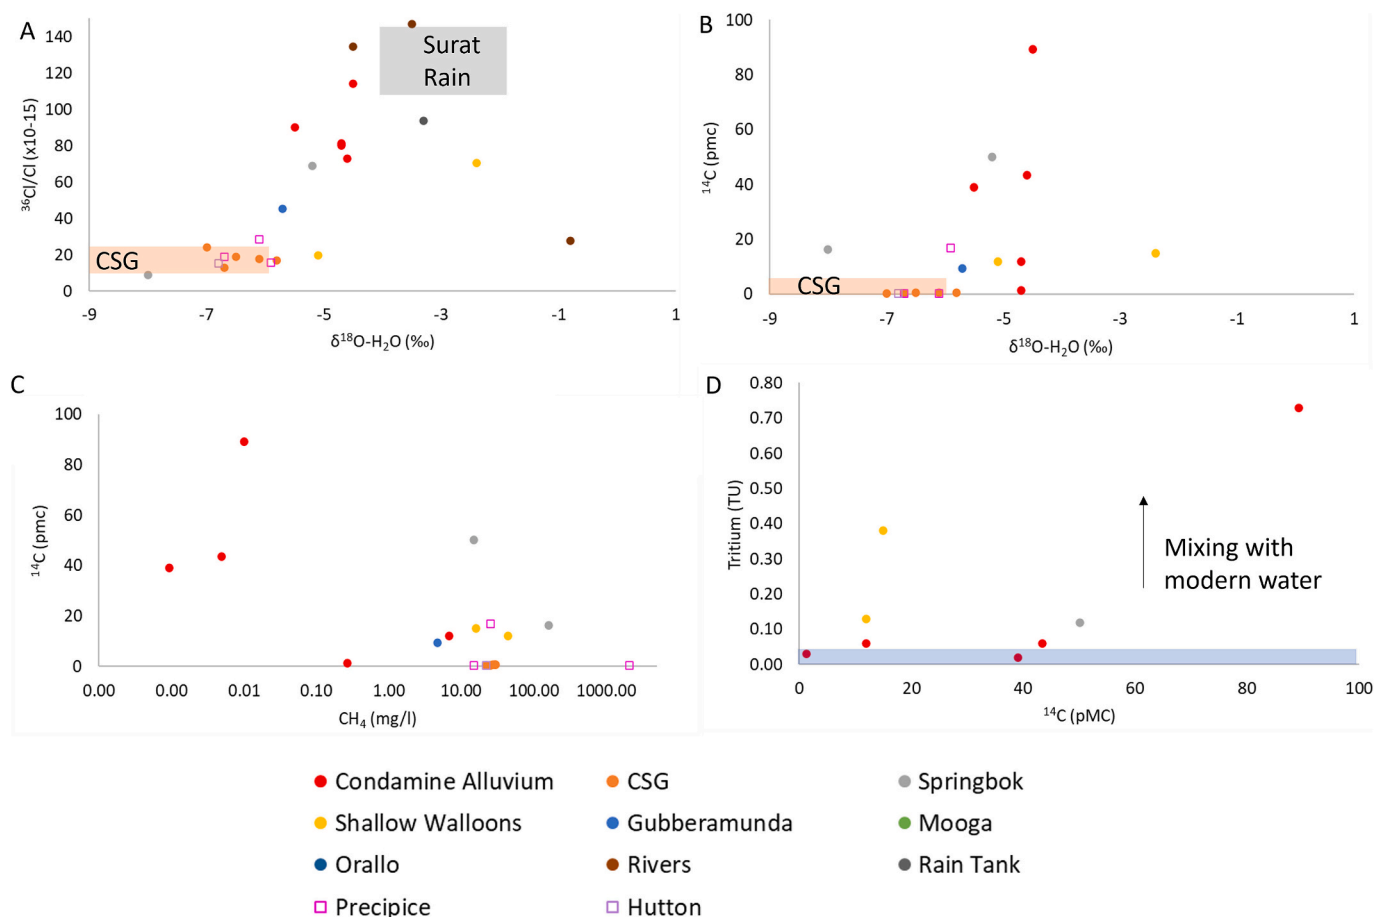 A
140
120
100
80
60
40
20
0
³⁶Cl/Cl (x10-15)
Surat
Rain
CSG
-9
-7
-5
-3
-1
1
δ¹⁸O-H₂O (‰)
B
100
80
60
40
20
0
¹⁴C (pmc)
CSG
-9
-7
-5
-3
-1
1
δ¹⁸O-H₂O (‰)
C
100
80
60
40
20
0
¹⁴C (pmc)
0.00
0.00
0.01
0.10
1.00
10.00
100.00
1000.00
CH₄ (mg/l)
D
0.80
0.70
0.60
0.50
0.40
0.30
0.20
0.10
0.00
Tritium (TU)
Mixing with
modern water
0
20
40
60
80
100
¹⁴C (pMC)
Condamine Alluvium
CSG
Springbok
Shallow Walloons
Gubberamunda
Mooga
Orallo
Rivers
Rain Tank
Precipice
Hutton